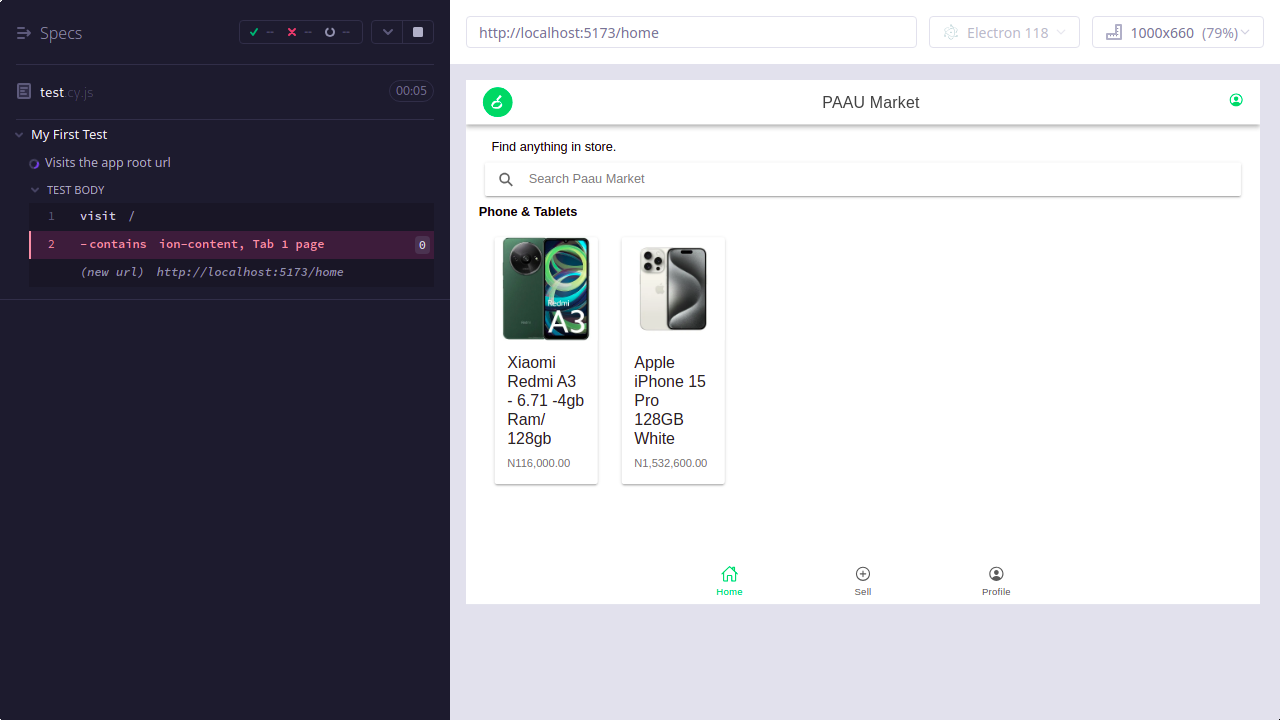 Specs
--
--
--
http://localhost:5173/home
Electron 118
1000x660 (79%)
test.cy.js
00:05
My First Test
Visits the app root url
TEST BODY
1 visit /
2 -contains ion-content, Tab 1 page 0
(new url) http://localhost:5173/home
PAAU Market
Find anything in store.
Search Paau Market
Phone & Tablets
Redmi
A3
Xiaomi
Redmi A3
- 6.71 -4gb
Ram/
128gb
N116,000.00
Apple
iPhone 15
Pro
128GB
White
N1,532,600.00
Home
Sell
Profile